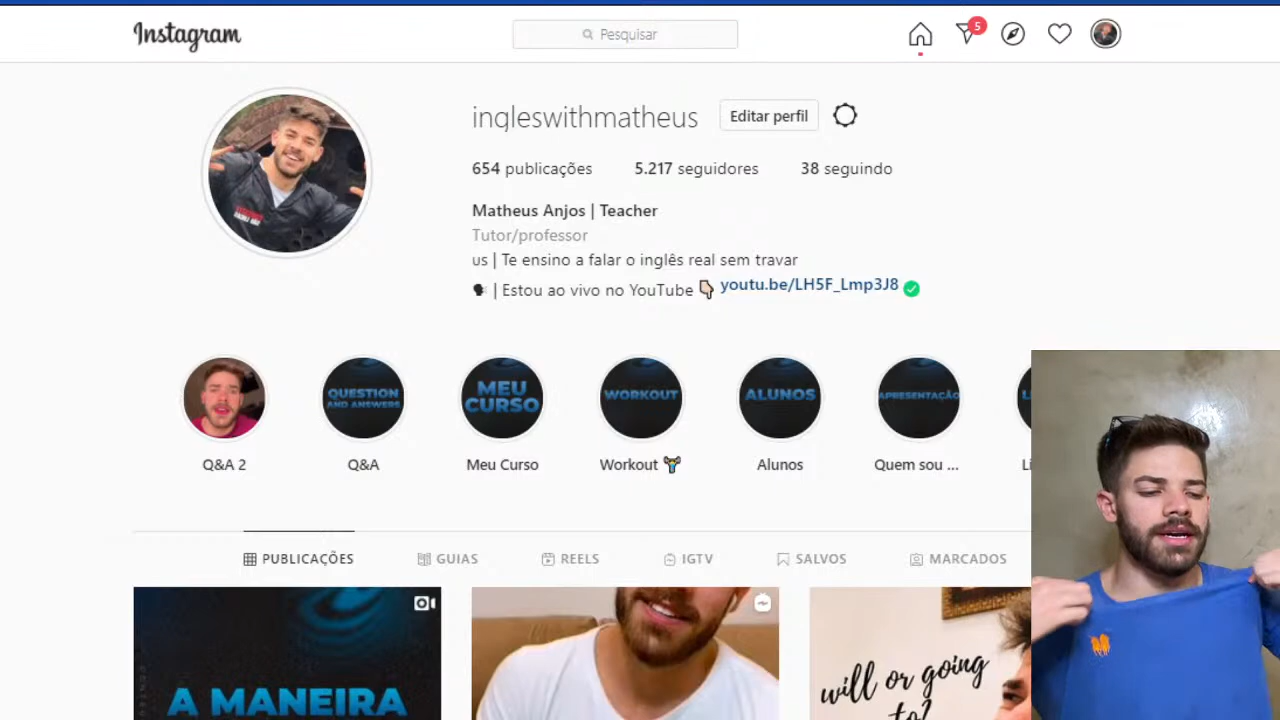 Instagram
Pesquisar
5
ingleswithmatheus
Editar perfil
654 publicações
5.217 seguidores
38 seguindo
Matheus Anjos | Teacher
Tutor/professor
us | Te ensino a falar o inglês real sem travar
| Estou ao vivo no YouTube youtu.be/LH5F_Lmp3J8
QUESTION
AND ANSWERS
MEU
CURSO
WORKOUT
ALUNOS
APRESENTAÇÃO
Q&A 2
Q&A
Meu Curso
Workout
Alunos
Quem sou ...
PUBLICAÇÕES
GUIAS
REELS
IGTV
SALVOS
MARCADOS
A MANEIRA
will or going
to?